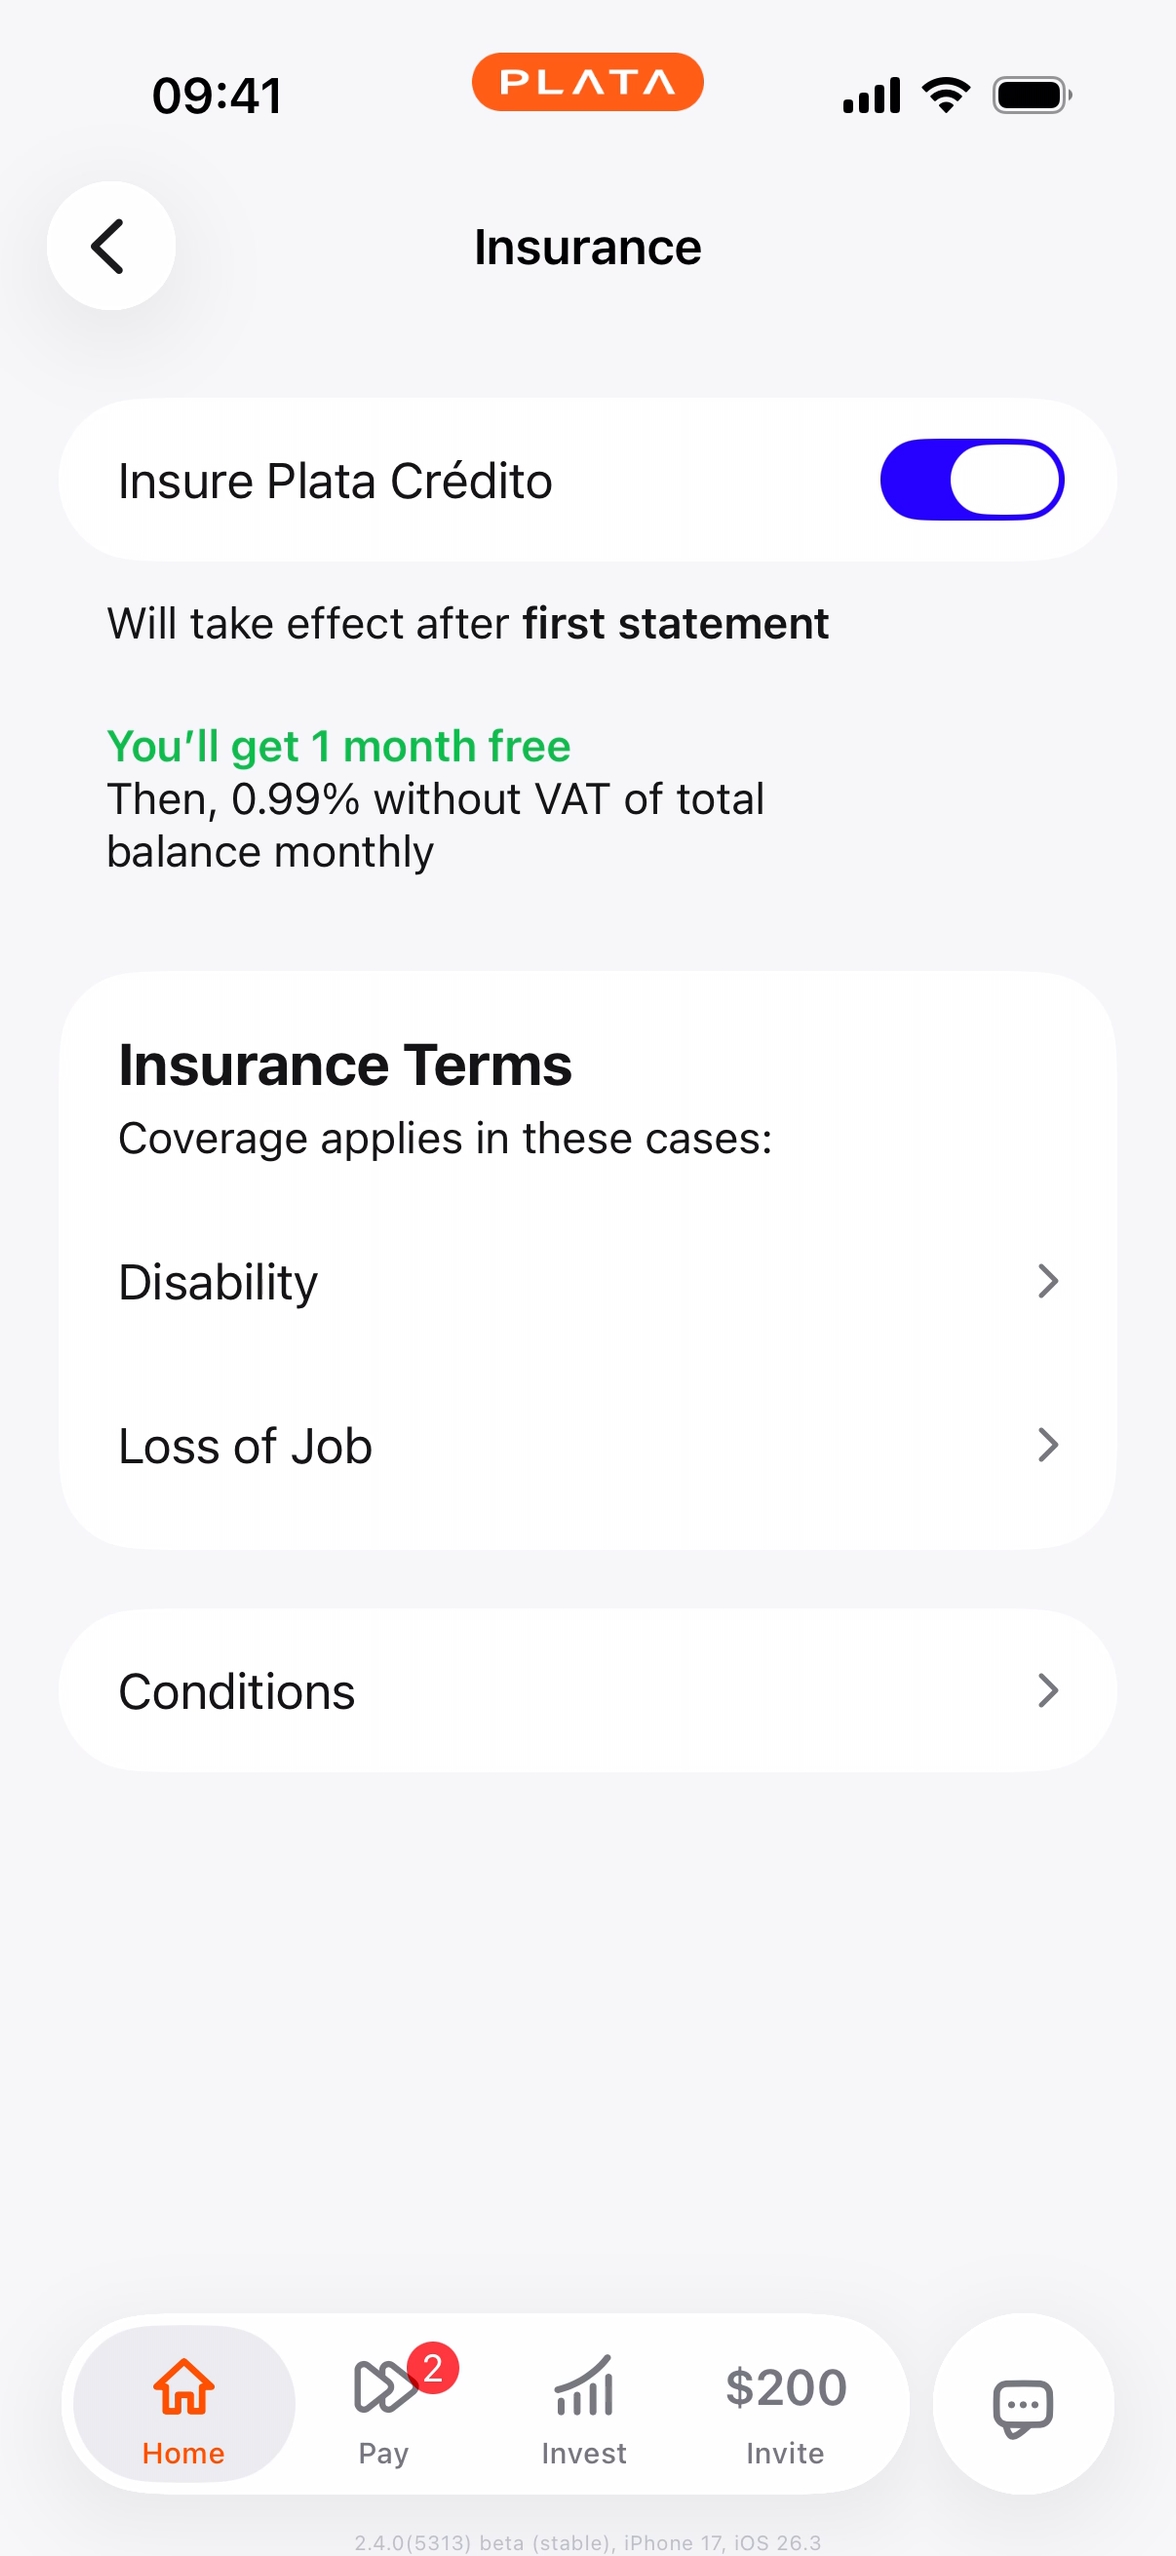 09:41
PLATA
Insurance
Insure Plata Crédito
Will take effect after first statement
You’ll get 1 month free
Then, 0.99% without VAT of total
balance monthly
Insurance Terms
Coverage applies in these cases:
Disability
Loss of Job
Conditions
2
$200
Home
Pay
Invest
Invite
2.4.0(5313) beta (stable), iPhone 17, iOS 26.3